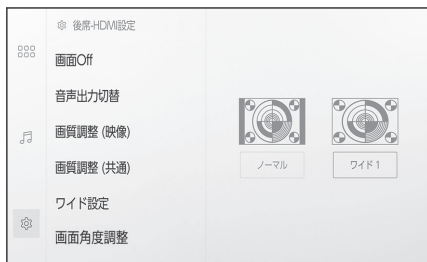 後席-HDMI設定
画面Off
音声出力切替
画質調整 (映像)
画質調整 (共通)
ワイド設定
画面角度調整
ノーマル
ワイド1